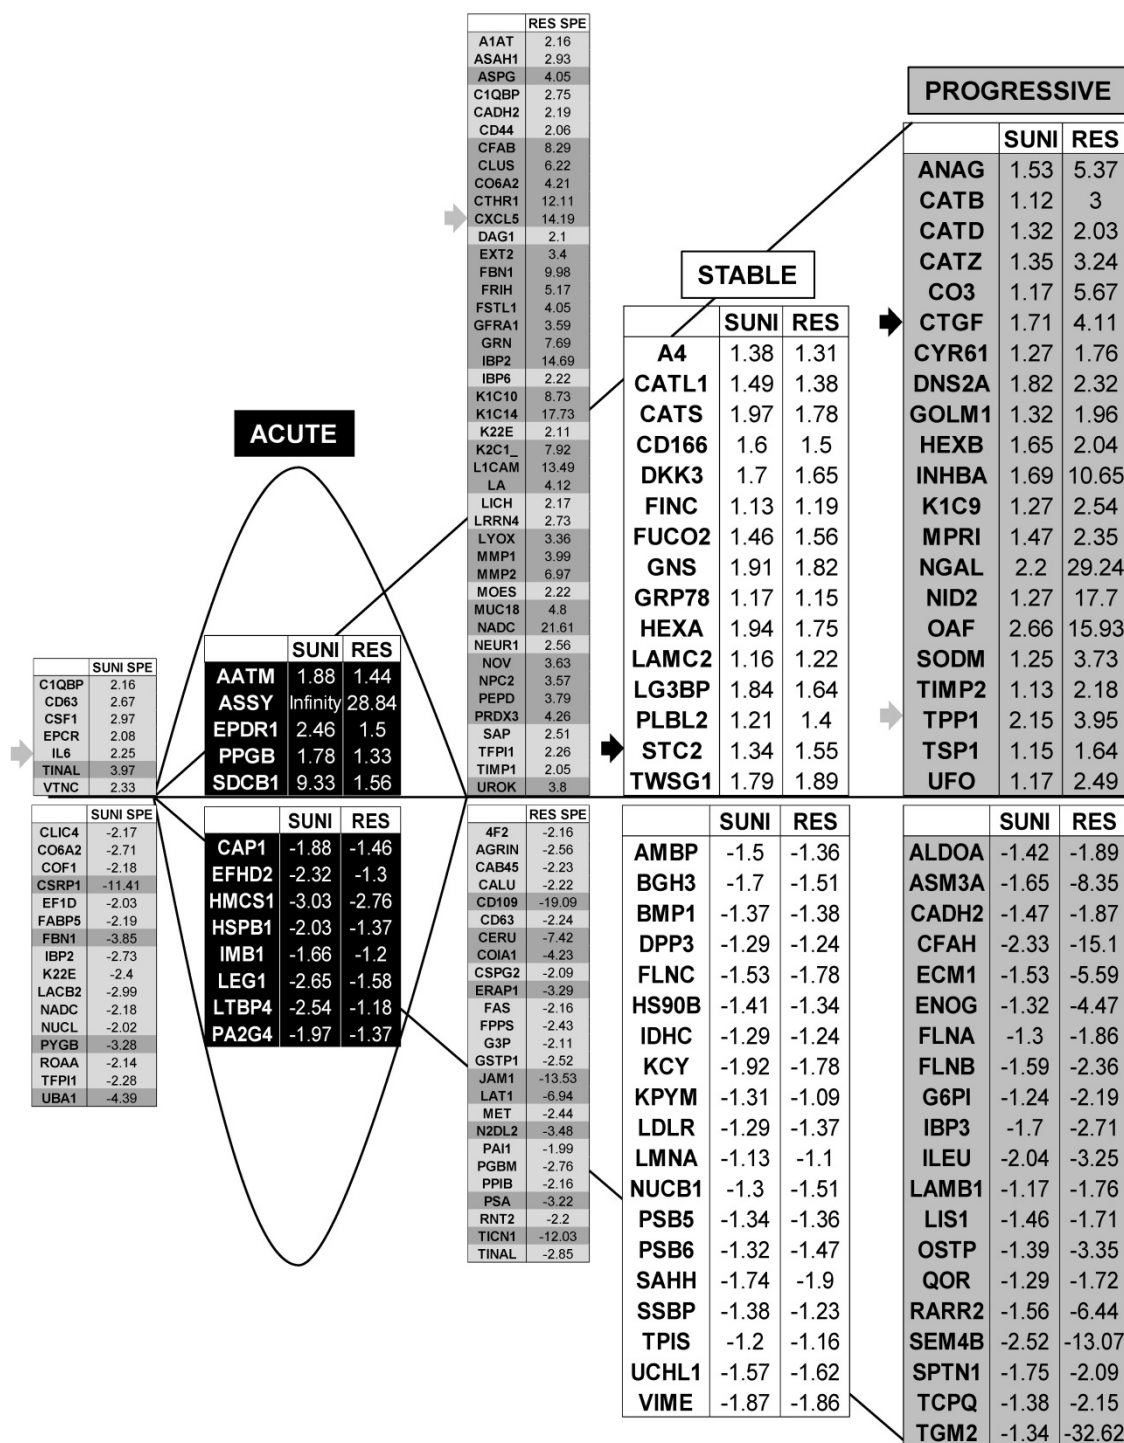 RES SPE
A1AT 2.16
ASAH1 2.93
ASPG 4.05
C1QBP 2.75
CADH2 2.19
CD44 2.06
CFAB 8.29
CLUS 6.22
CO6A2 4.21
CTHR1 12.11
CXCL5 14.19
DAG1 2.1
EXT2 3.4
FBN1 9.98
FRIH 5.17
FSTL1 4.05
GFRA1 3.59
GRN 7.69
IBP2 14.69
IBP6 2.22
K1C10 8.73
K1C14 17.73
K22E 2.11
K2C1_ 7.92
L1CAM 13.49
LA 4.12
LICH 2.17
LRRN4 2.73
LYOX 3.36
MMP1 3.99
MMP2 6.97
MOES 2.22
MUC18 4.8
NADC 21.61
NEUR1 2.56
NOV 3.63
NPC2 3.57
PEPD 3.79
PRDX3 4.26
SAP 2.51
TFPI1 2.26
TIMP1 2.05
UROK 3.8
PROGRESSIVE
SUNI RES
ANAG 1.53 5.37
CATB 1.12 3
CATD 1.32 2.03
CATZ 1.35 3.24
CO3 1.17 5.67
CTGF 1.71 4.11
CYR61 1.27 1.76
DNS2A 1.82 2.32
GOLM1 1.32 1.96
HEXB 1.65 2.04
INHBA 1.69 10.65
K1C9 1.27 2.54
MPRI 1.47 2.35
NGAL 2.2 29.24
NID2 1.27 17.7
OAF 2.66 15.93
SODM 1.25 3.73
TIMP2 1.13 2.18
TPP1 2.15 3.95
TSP1 1.15 1.64
UFO 1.17 2.49
STABLE
SUNI RES
A4 1.38 1.31
CATL1 1.49 1.38
CATS 1.97 1.78
CD166 1.6 1.5
DKK3 1.7 1.65
FINC 1.13 1.19
FUCO2 1.46 1.56
GNS 1.91 1.82
GRP78 1.17 1.15
HEXA 1.94 1.75
LAMC2 1.16 1.22
LG3BP 1.84 1.64
PLBL2 1.21 1.4
STC2 1.34 1.55
TWSG1 1.79 1.89
ACUTE
SUNI RES
AATM 1.88 1.44
ASSY Infinity 28.84
EPDR1 2.46 1.5
PPGB 1.78 1.33
SDCB1 9.33 1.56
SUNI SPE
C1QBP 2.16
CD63 2.67
CSF1 2.97
EPCR 2.08
IL6 2.25
TINAL 3.97
VTNC 2.33
SUNI SPE
CLIC4 -2.17
CO6A2 -2.71
COF1 -2.18
CSRP1 -11.41
EF1D -2.03
FABP5 -2.19
FBN1 -3.85
IBP2 -2.73
K22E -2.4
LACB2 -2.99
NADC -2.18
NUCL -2.02
PYGB -3.28
ROAA -2.14
TFPI1 -2.28
UBA1 -4.39
SUNI RES
CAP1 -1.88 -1.46
EFHD2 -2.32 -1.3
HMCS1 -3.03 -2.76
HSPB1 -2.03 -1.37
IMB1 -1.66 -1.2
LEG1 -2.65 -1.58
LTBP4 -2.54 -1.18
PA2G4 -1.97 -1.37
RES SPE
4F2 -2.16
AGRIN -2.56
CAB45 -2.23
CALU -2.22
CD109 -19.09
CD63 -2.24
CERU -7.42
COIA1 -4.23
CSPG2 -2.09
ERAP1 -3.29
FAS -2.16
FPPS -2.43
G3P -2.11
GSTP1 -2.52
JAM1 -13.53
LAT1 -6.94
MET -2.44
N2DL2 -3.48
PAI1 -1.99
PGBM -2.76
PPIB -2.16
PSA -3.22
RNT2 -2.2
TICN1 -12.03
TINAL -2.85
SUNI RES
AMBP -1.5 -1.36
BGH3 -1.7 -1.51
BMP1 -1.37 -1.38
DPP3 -1.29 -1.24
FLNC -1.53 -1.78
HS90B -1.41 -1.34
IDHC -1.29 -1.24
KCY -1.92 -1.78
KPYM -1.31 -1.09
LDLR -1.29 -1.37
LMNA -1.13 -1.1
NUCB1 -1.3 -1.51
PSB5 -1.34 -1.36
PSB6 -1.32 -1.47
SAHH -1.74 -1.9
SSBP -1.38 -1.23
TPIS -1.2 -1.16
UCHL1 -1.57 -1.62
VIME -1.87 -1.86
SUNI RES
ALDOA -1.42 -1.89
ASM3A -1.65 -8.35
CADH2 -1.47 -1.87
CFAH -2.33 -15.1
ECM1 -1.53 -5.59
ENOG -1.32 -4.47
FLNA -1.3 -1.86
FLNB -1.59 -2.36
G6PI -1.24 -2.19
IBP3 -1.7 -2.71
ILEU -2.04 -3.25
LAMB1 -1.17 -1.76
LIS1 -1.46 -1.71
OSTP -1.39 -3.35
QOR -1.29 -1.72
RARR2 -1.56 -6.44
SEM4B -2.52 -13.07
SPTN1 -1.75 -2.09
TCPQ -1.38 -2.15
TGM2 -1.34 -32.62